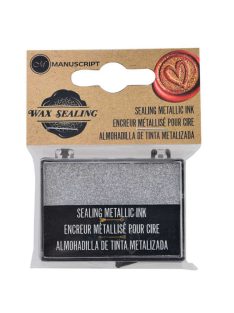 M MANUSCRIPT
WAX SEALING
SEALING METALLIC INK
ENCREUR MÉTALLISÉ POUR CIRE
ALMOHADILLA DE TINTA METALIZADA
SEALING METALLIC INK
ENCREUR MÉTALLISÉ POUR CIRE
ALMOHADILLA DE TINTA METALIZADA